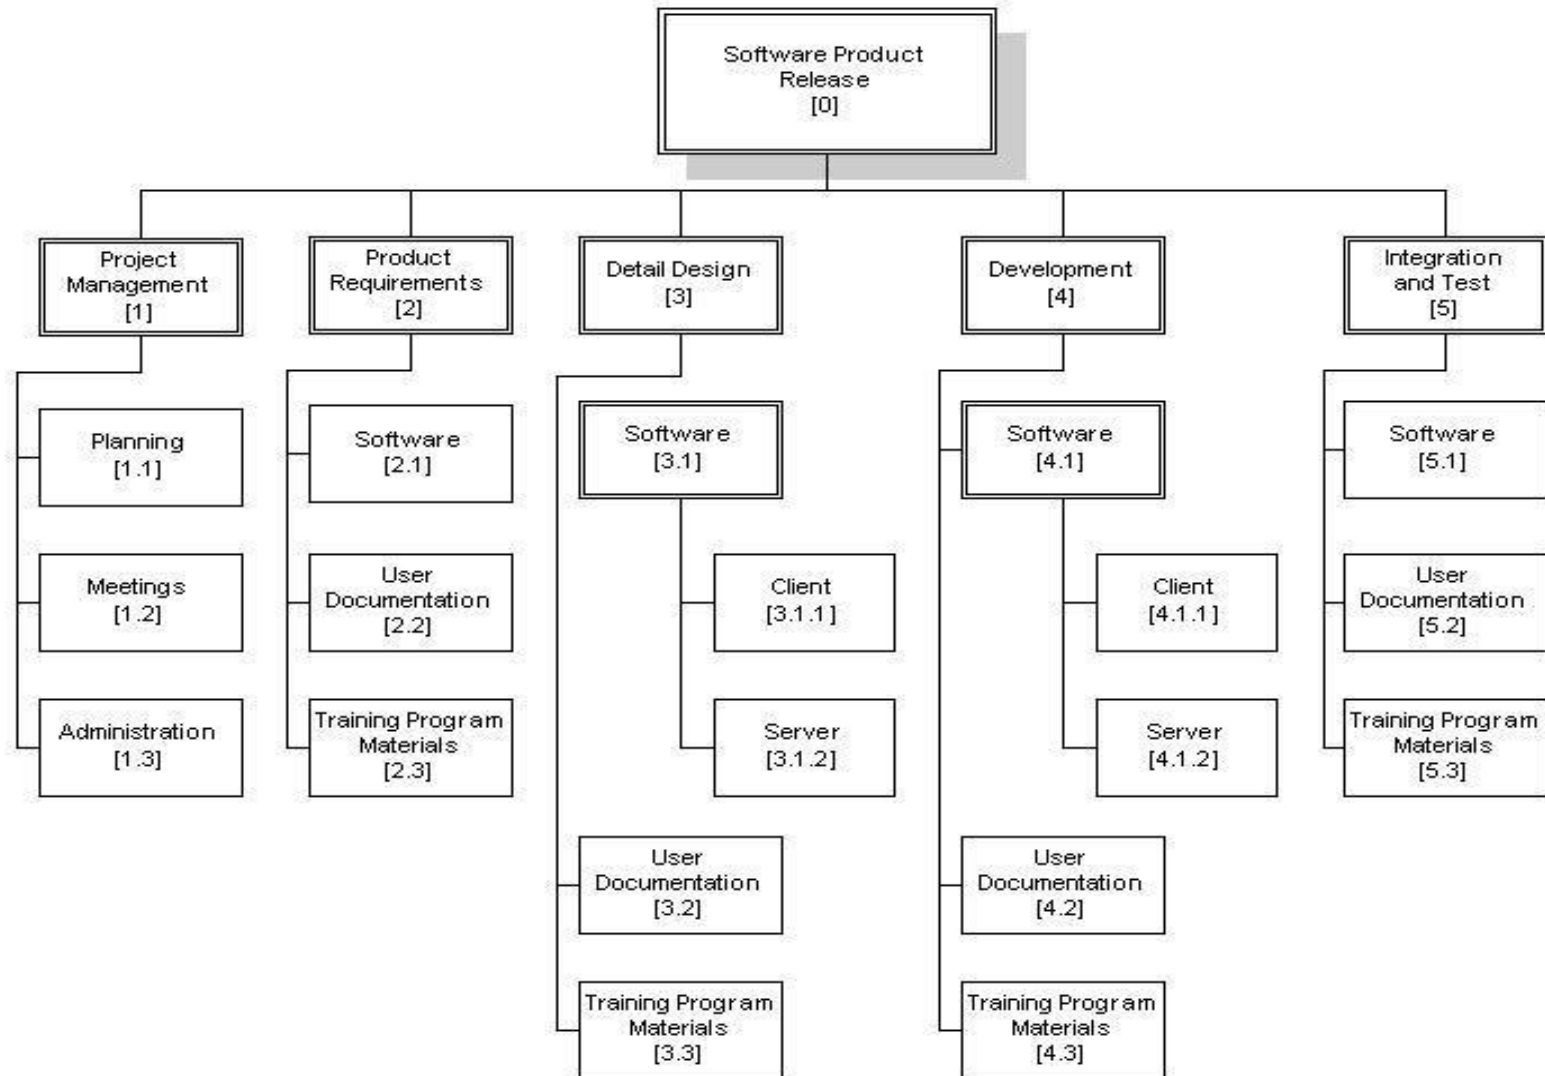 Software Product
Release
[0]
Project
Management
[1]
Product
Requirements
[2]
Detail Design
[3]
Development
[4]
Integration
and Test
[5]
Planning
[1.1]
Meetings
[1.2]
Administration
[1.3]
Software
[2.1]
User
Documentation
[2.2]
Training Program
Materials
[2.3]
Software
[3.1]
Client
[3.1.1]
Server
[3.1.2]
User
Documentation
[3.2]
Training Program
Materials
[3.3]
Software
[4.1]
Client
[4.1.1]
Server
[4.1.2]
User
Documentation
[4.2]
Training Program
Materials
[4.3]
Software
[5.1]
User
Documentation
[5.2]
Training Program
Materials
[5.3]